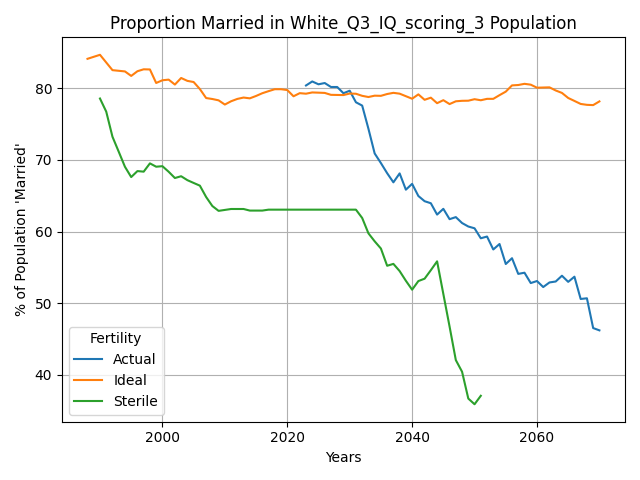 Proportion Married in White_Q3_IQ_scoring_3 Population
% of Population 'Married'
80
70
60
50
40
Fertility
Actual
Ideal
Sterile
2000
2020
2040
2060
Years